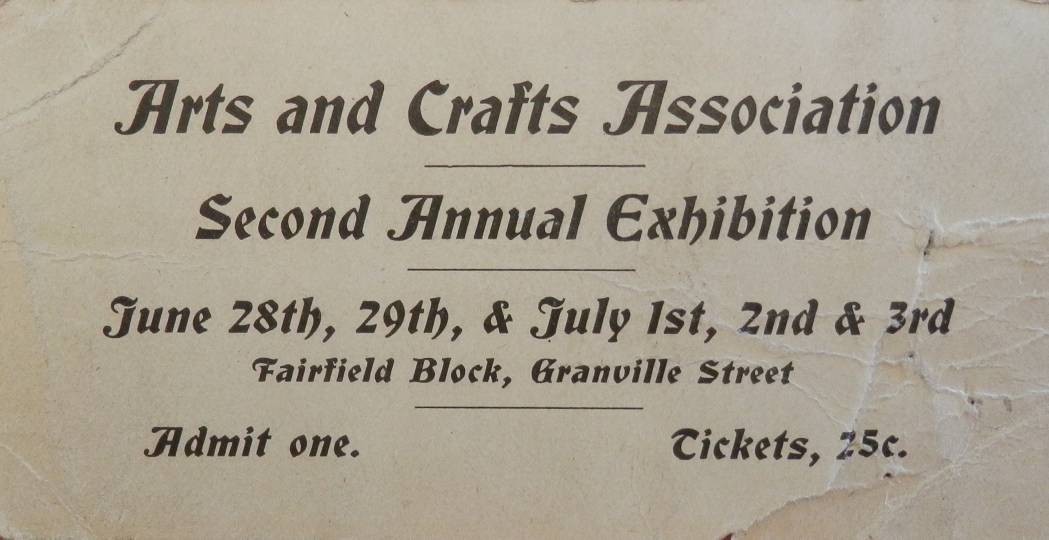 Arts and Crafts Association
Second Annual Exhibition
June 28th, 29th, & July 1st, 2nd & 3rd
Fairfield Block, Granville Street
Admit one. Tickets, 25c.